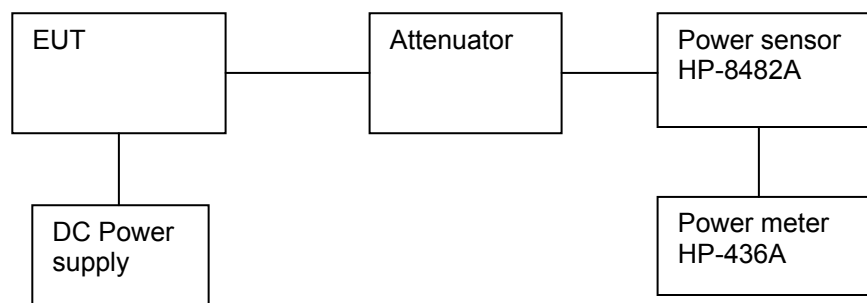 EUT
Attenuator
Power sensor
HP-8482A
DC Power
supply
Power meter
HP-436A